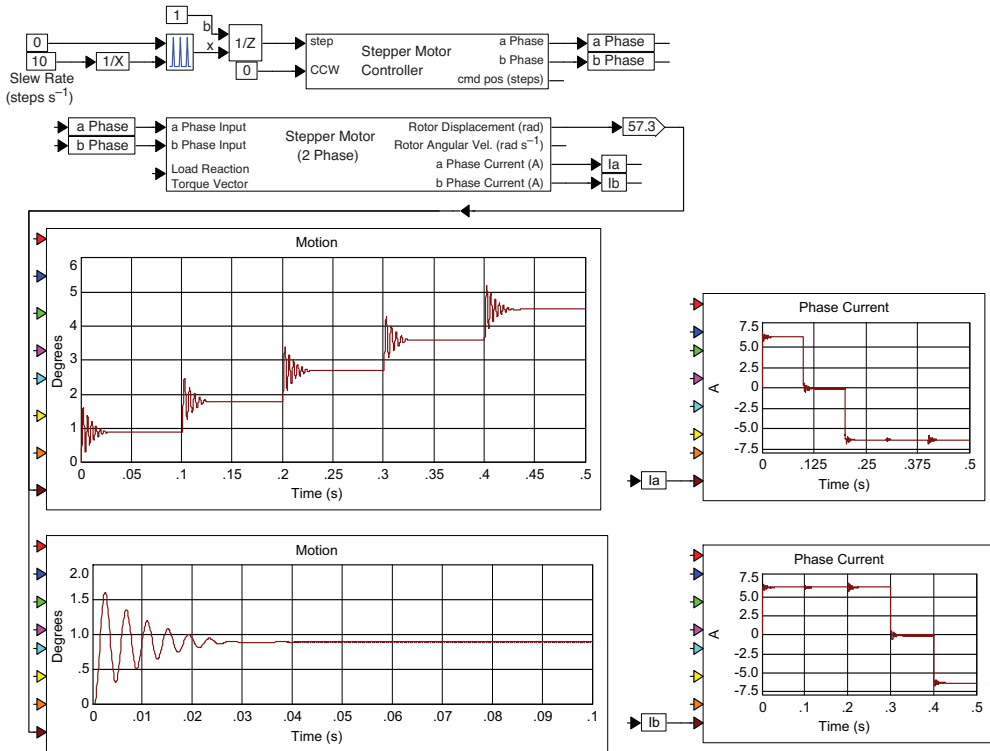 1
b
0
10
1/X
x
1/Z
0
Slew Rate
(steps s⁻¹)
step
CCW
Stepper Motor
Controller
a Phase
b Phase
cmd pos (steps)
a Phase
b Phase
a Phase
b Phase
a Phase Input
b Phase Input
Load Reaction
Torque Vector
Stepper Motor
(2 Phase)
Rotor Displacement (rad)
Rotor Angular Vel. (rad s⁻¹)
a Phase Current (A)
b Phase Current (A)
57.3
Ia
Ib
Motion
Degrees
6
5
4
3
2
1
0
0 .05 .1 .15 .2 .25 .3 .35 .4 .45 .5
Time (s)
Phase Current
A
7.5
5.0
2.5
0
-2.5
-5.0
-7.5
0 .125 .25 .375 .5
Time (s)
Ia
Motion
Degrees
2.0
1.5
1.0
.5
0
0 .01 .02 .03 .04 .05 .06 .07 .08 .09 .1
Time (s)
Phase Current
A
7.5
5.0
2.5
0
-2.5
-5.0
-7.5
0 .1 .2 .3 .4 .5
Time (s)
Ib